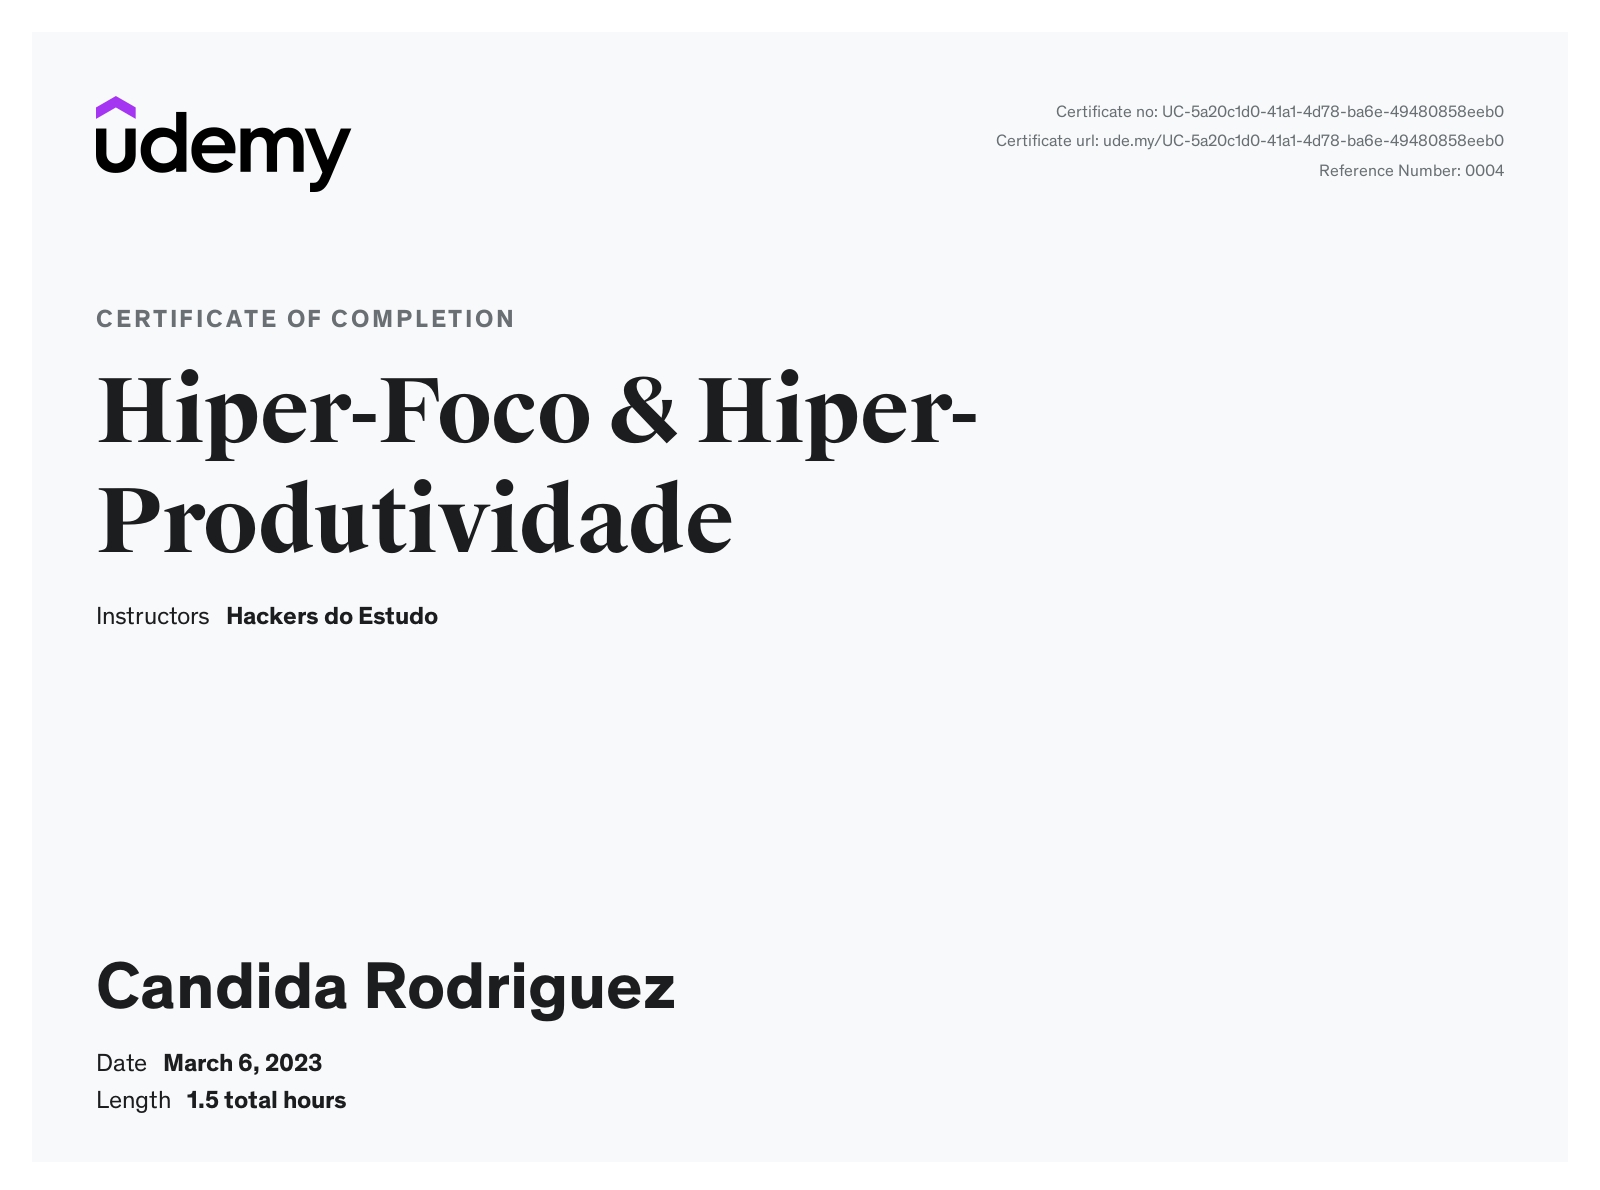 udemy
Certificate no: UC-5a20c1d0-41a1-4d78-ba6e-49480858eeb0
Certificate url: ude.my/UC-5a20c1d0-41a1-4d78-ba6e-49480858eeb0
Reference Number: 0004
CERTIFICATE OF COMPLETION
Hiper-Foco & Hiper-
Produtividade
Instructors Hackers do Estudo
Candida Rodriguez
Date March 6, 2023
Length 1.5 total hours